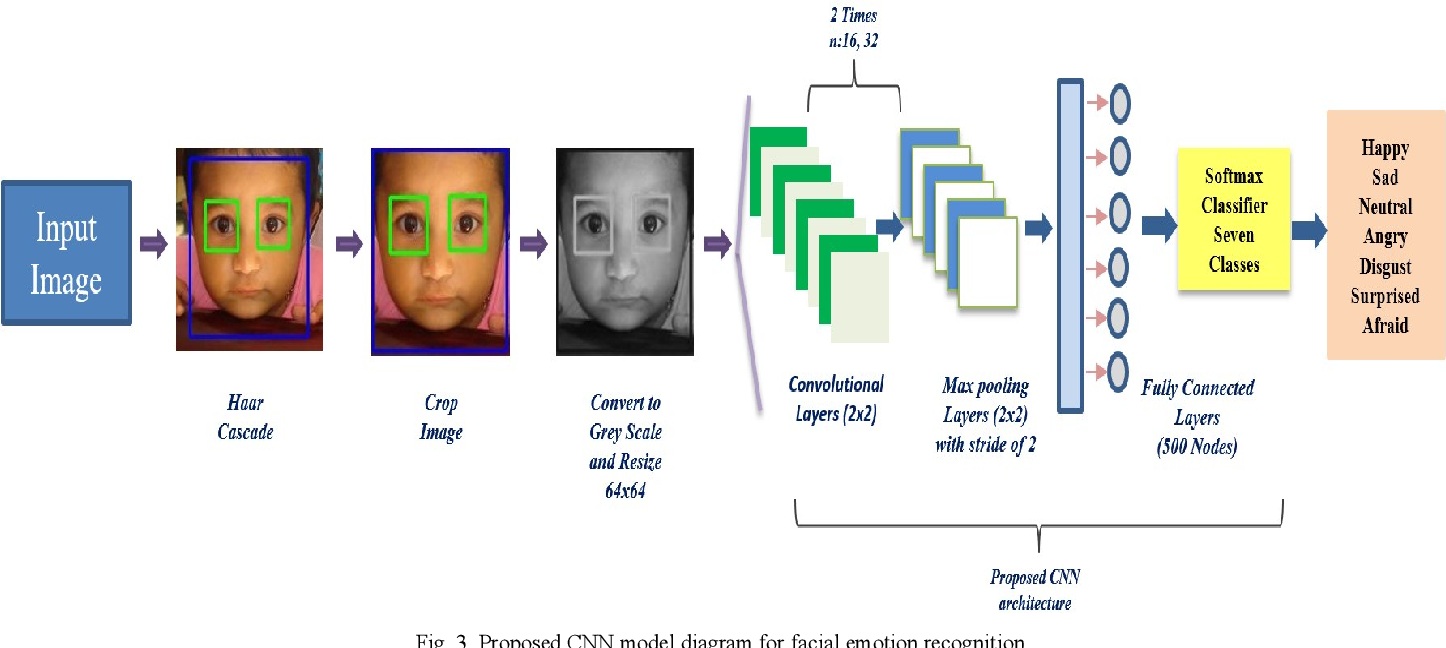 2 Times
n:16, 32
Input
Image
Softmax
Classifier
Seven
Classes
Happy
Sad
Neutral
Angry
Disgust
Surprised
Afraid
Haar
Cascade
Crop
Image
Convert to
Grey Scale
and Resize
64x64
Convolutional
Layers (2x2)
Max pooling
Layers (2x2)
with stride of 2
Fully Connected
Layers
(500 Nodes)
Proposed CNN
architecture
Fig. 3. Proposed CNN model diagram for facial emotion recognition